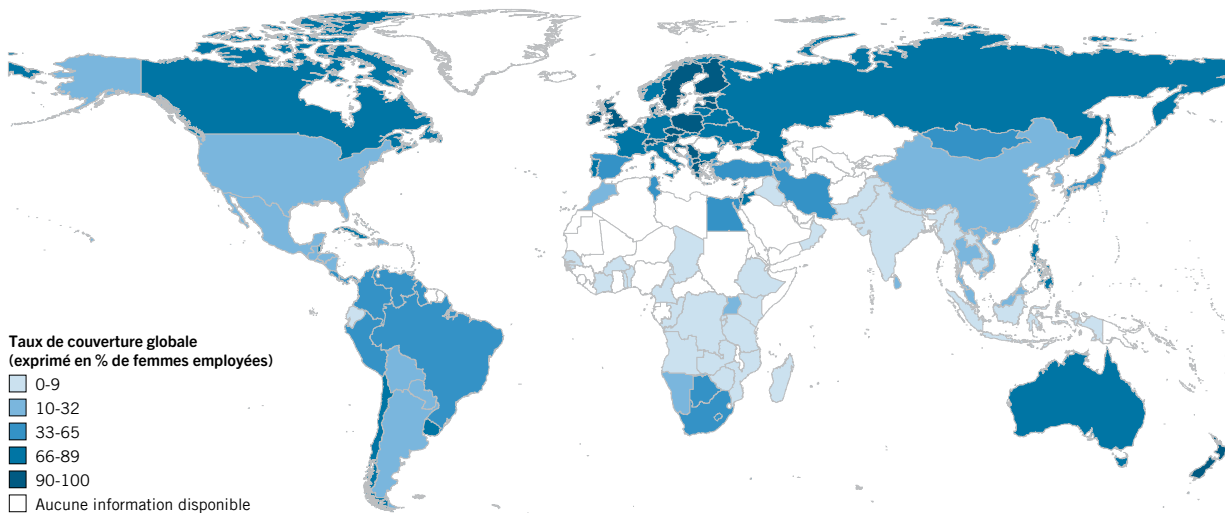 Taux de couverture globale
(exprimé en % de femmes employées)
0-9
10-32
33-65
66-89
90-100
Aucune information disponible